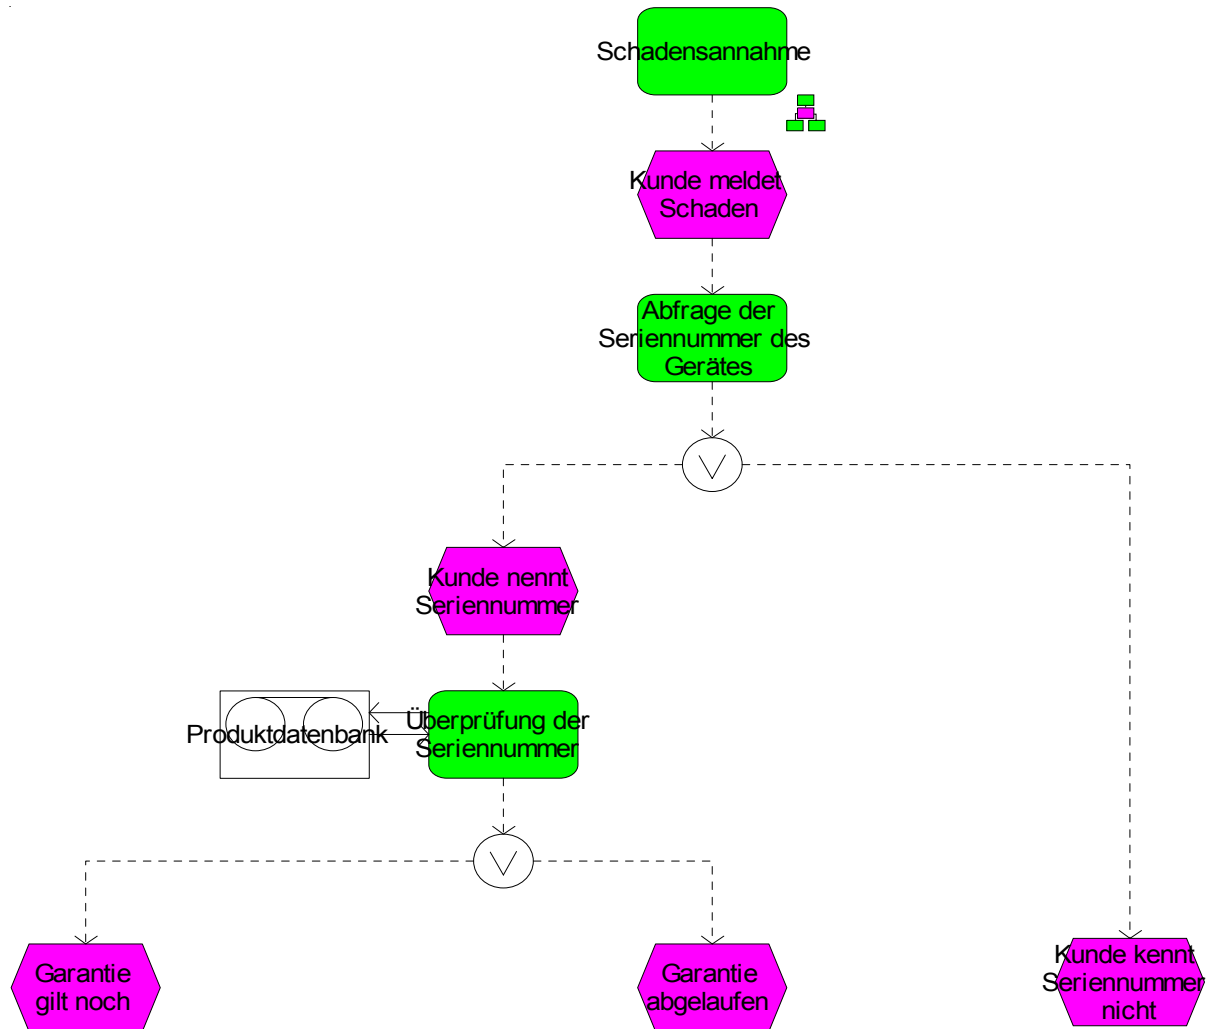 Schadensannahme
Kunde meldet
Schaden
Abfrage der
Seriennummer des
Gerätes
Kunde nennt
Seriennummer
Produktdatenbank
Überprüfung der
Seriennummer
Garantie
gilt noch
Garantie
abgelaufen
Kunde kennt
Seriennummer
nicht